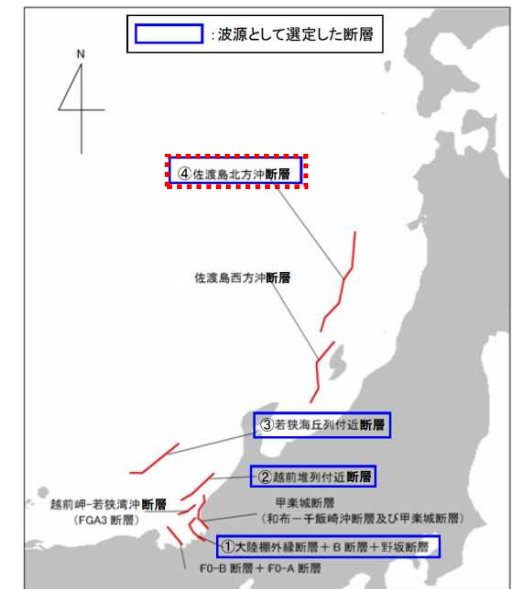 :波源として選定した断層
N
④佐渡島北方沖断層
佐渡島西方沖断層
③若狭海丘列付近断層
②越前堆列付近断層
越前岬-若狭湾沖断層
(FGA3 断層)
甲楽城断層
(和布-干飯崎沖断層及び甲楽城断層)
①大陸棚外縁断層+B 断層+野坂断層
F0-B 断層+F0-A 断層